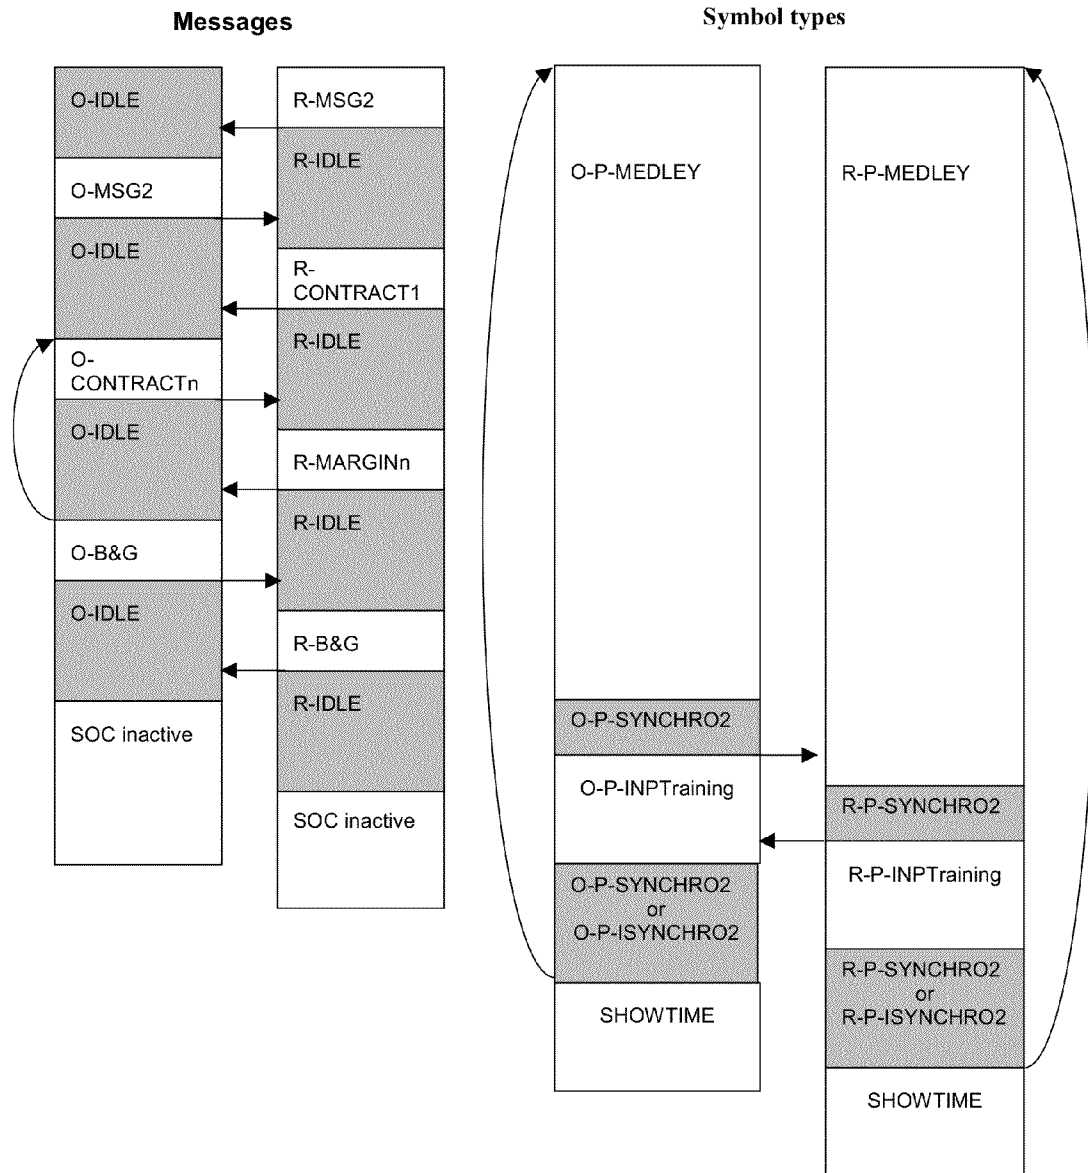 Messages
Symbol types
O-IDLE
O-MSG2
O-IDLE
O-
CONTRACTn
O-IDLE
O-B&G
O-IDLE
SOC inactive
R-MSG2
R-IDLE
R-
CONTRACT1
R-IDLE
R-MARGINn
R-IDLE
R-B&G
R-IDLE
SOC inactive
O-P-MEDLEY
O-P-SYNCHRO2
O-P-INPTraining
O-P-SYNCHRO2
or
O-P-ISYNCHRO2
SHOWTIME
R-P-MEDLEY
R-P-SYNCHRO2
R-P-INPTraining
R-P-SYNCHRO2
or
R-P-ISYNCHRO2
SHOWTIME